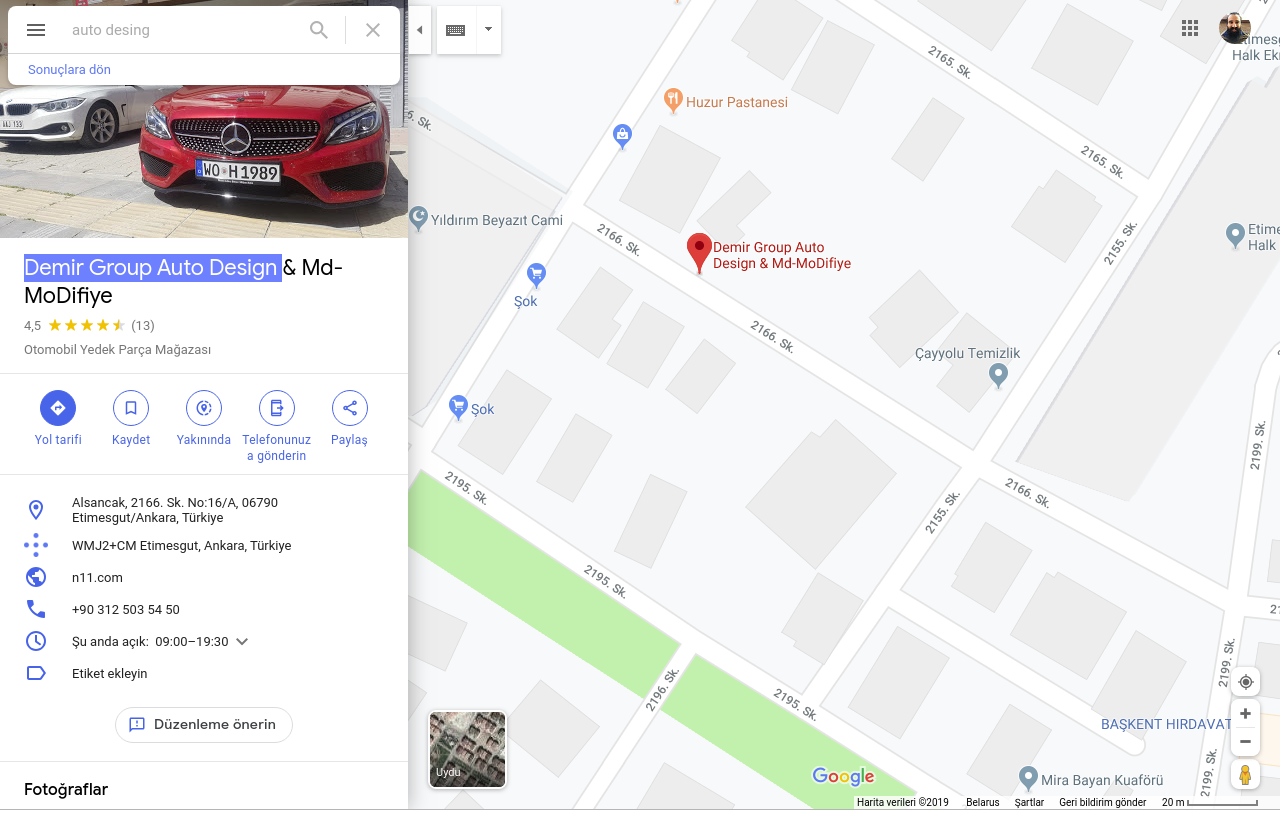 auto desing
Sonuçlara dön
WO H 1989
Demir Group Auto Design & Md-
MoDifiye
4,5 (13)
Otomobil Yedek Parça Mağazası
Yol tarifi
Kaydet
Yakınında
Telefonunuz
a gönderin
Paylaş
Alsancak, 2166. Sk. No:16/A, 06790
Etimesgut/Ankara, Türkiye
WMJ2+CM Etimesgut, Ankara, Türkiye
n11.com
+90 312 503 54 50
Şu anda açık: 09:00–19:30
Etiket ekleyin
Düzenleme önerin
Fotoğraflar
2165. Sk.
Halk Ek
Huzur Pastanesi
5. Sk.
2165. Sk.
Yıldırım Beyazıt Cami
2166. Sk.
2155. Sk.
Etime
Halk
Demir Group Auto
Design & Md-MoDifiye
Şok
2166. Sk.
Çayyolu Temizlik
Şok
2199. Sk.
2195. Sk.
2166. Sk.
2155. Sk.
2195. Sk.
2199. Sk.
2196. Sk.
2195. Sk.
BAŞKENT HIRDAVAT
2199. Sk.
Uydu
Google
Mira Bayan Kuaförü
Harita verileri ©2019 Belarus Şartlar Geri bildirim gönder 20 m